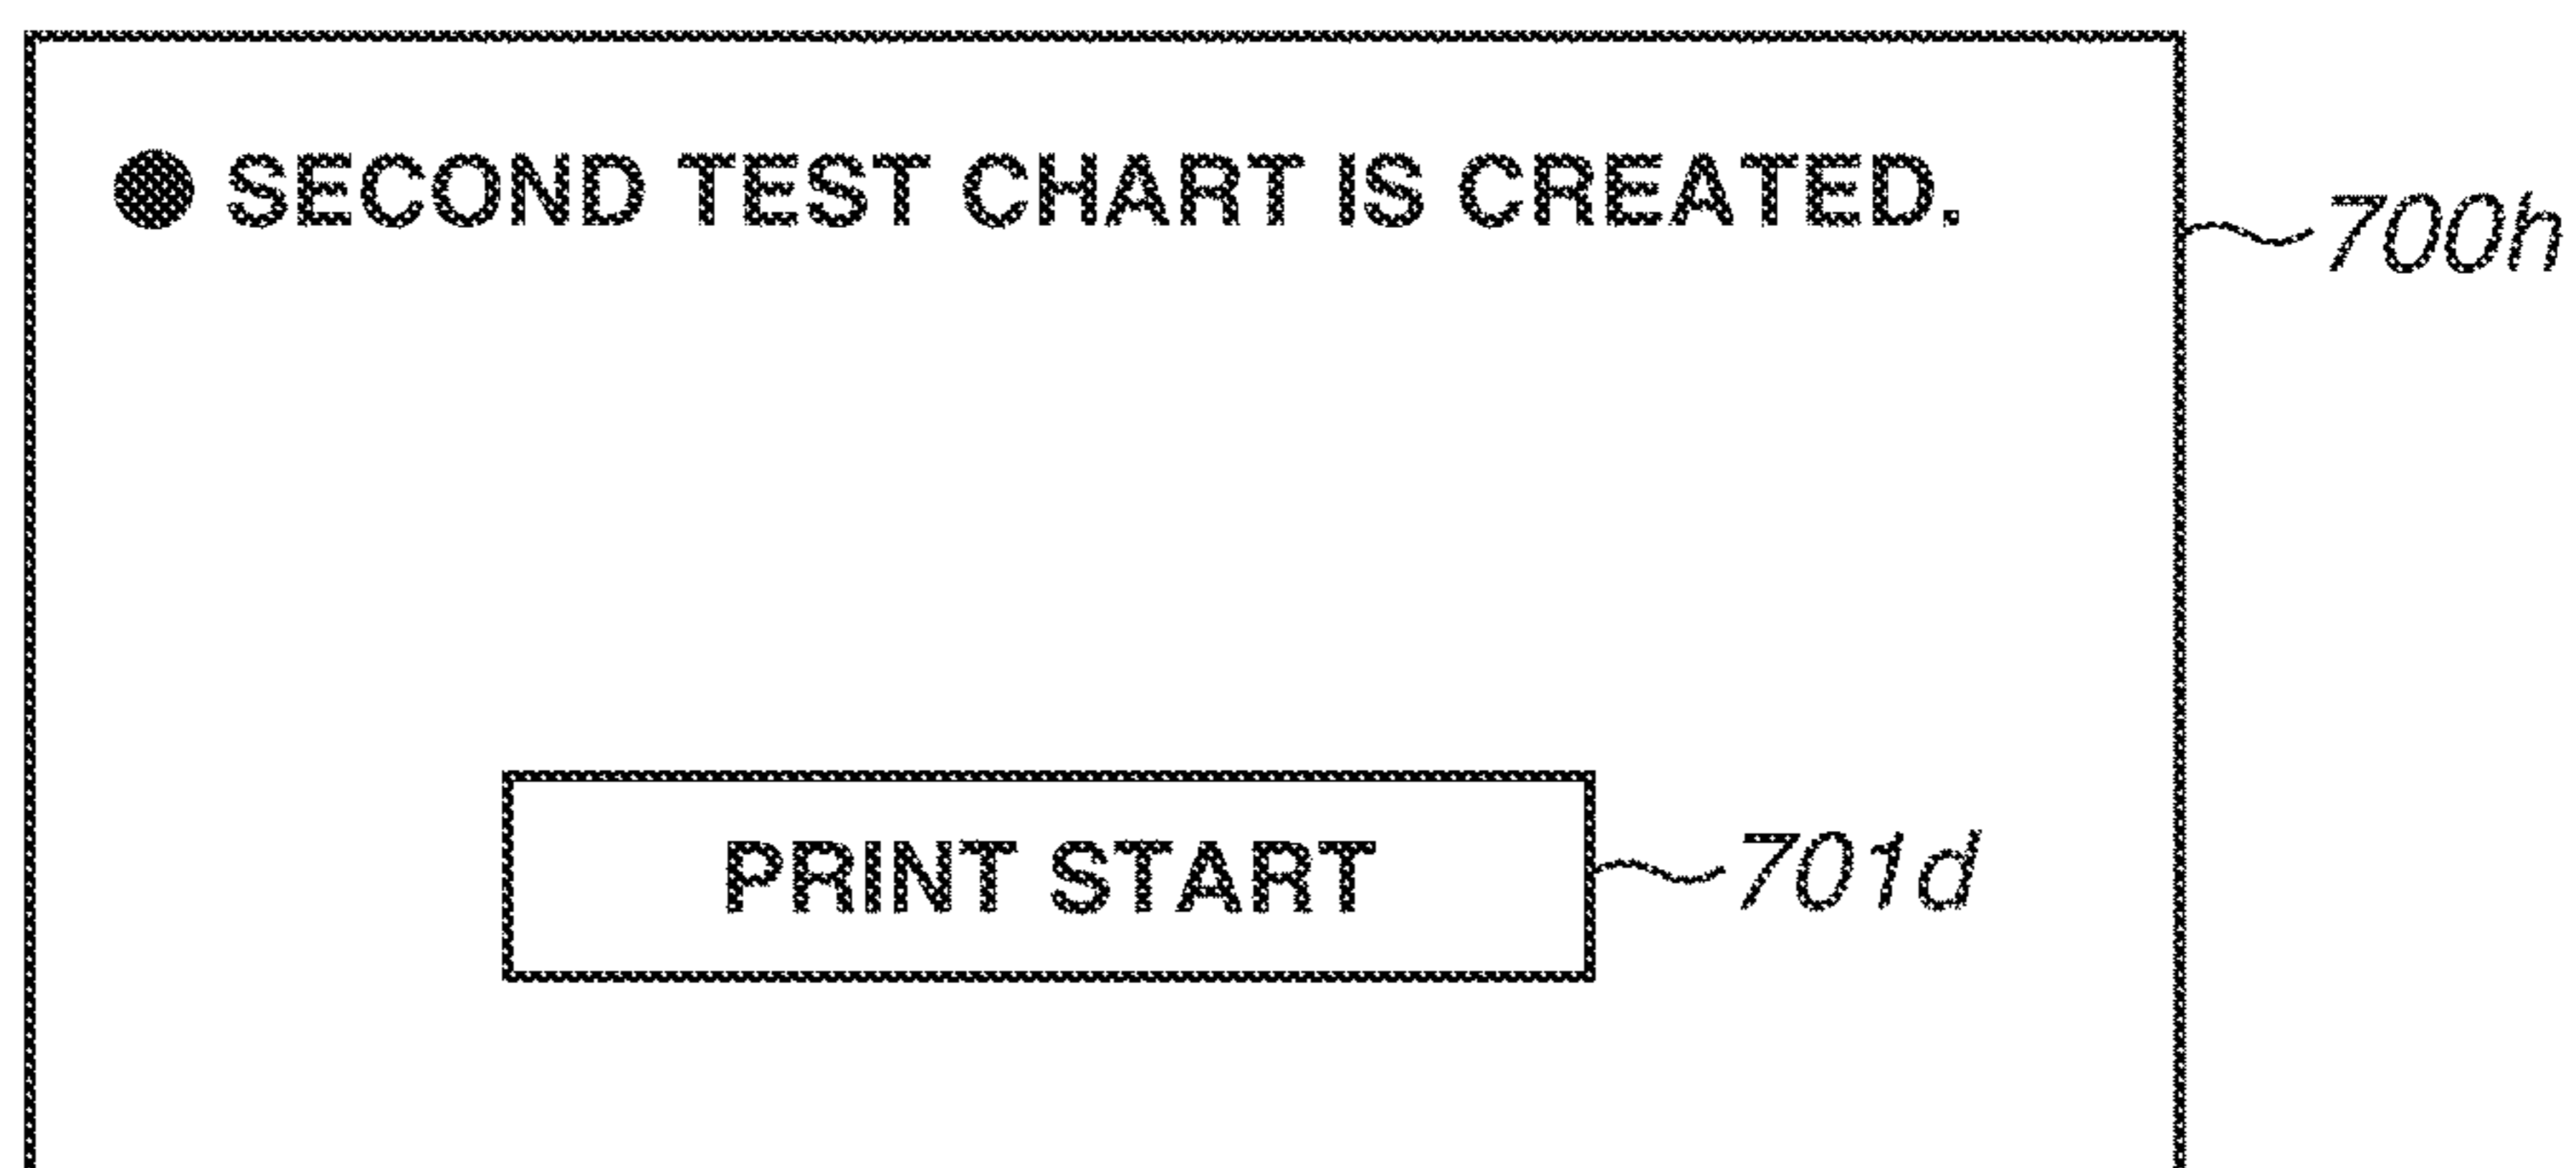 ● SECOND TEST CHART IS CREATED.
700h
PRINT START
701d